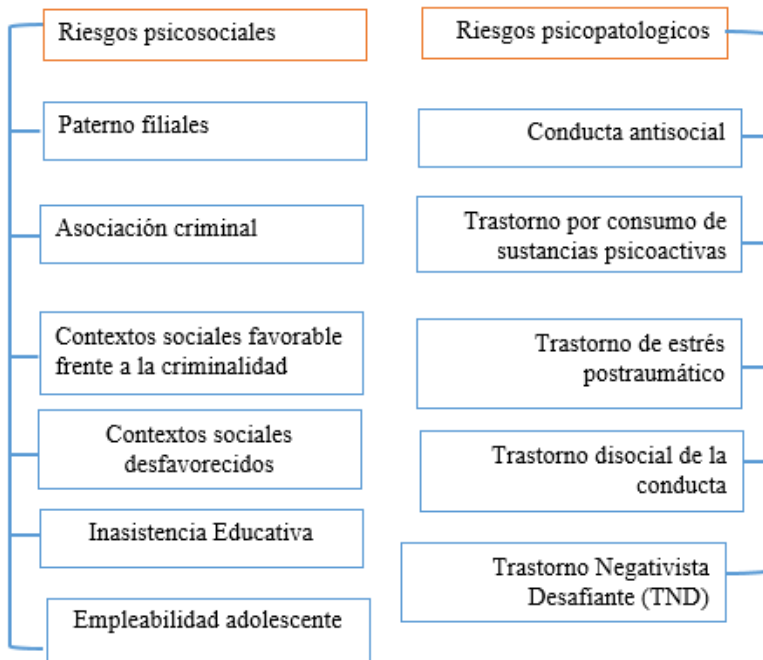 Riesgos psicosociales
Paterno filiales
Asociación criminal
Contextos sociales favorable
frente a la criminalidad
Contextos sociales
desfavorecidos
Inasistencia Educativa
Empleabilidad adolescente
Riesgos psicopatologicos
Conducta antisocial
Trastorno por consumo de
sustancias psicoactivas
Trastorno de estrés
postraumático
Trastorno disocial de la
conducta
Trastorno Negativista
Desafiante (TND)